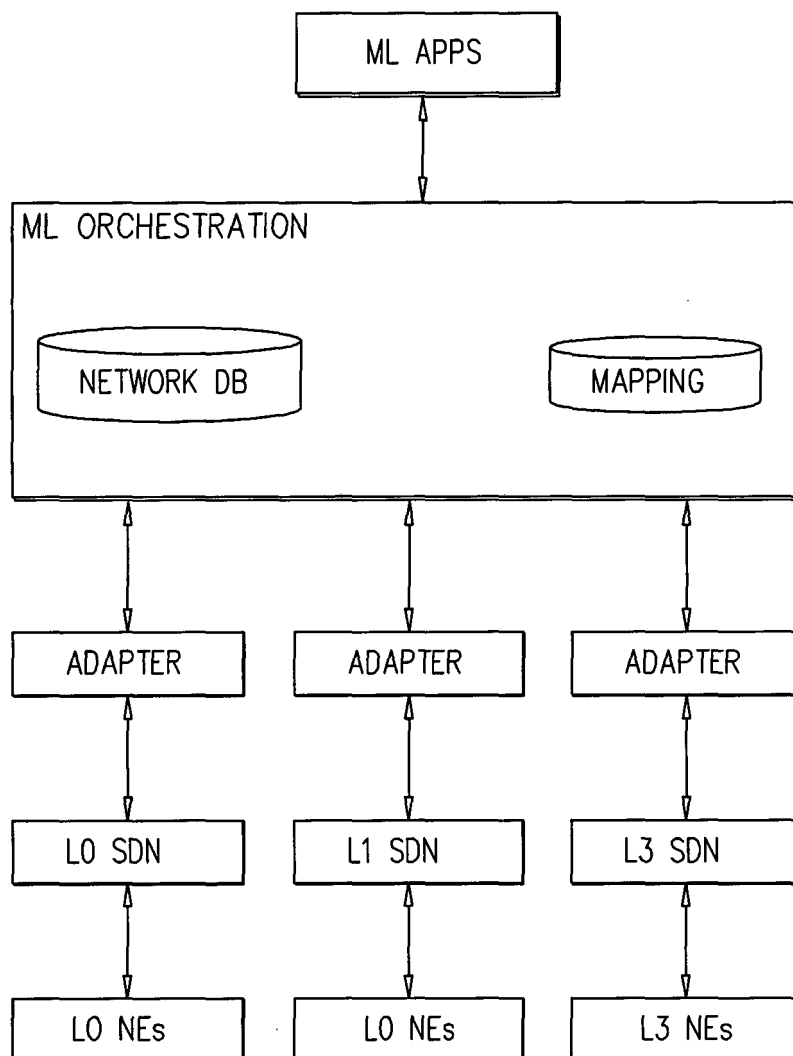 ML APPS
ML ORCHESTRATION
NETWORK DB
MAPPING
ADAPTER
ADAPTER
ADAPTER
L0 SDN
L1 SDN
L3 SDN
L0 NEs
L0 NEs
L3 NEs